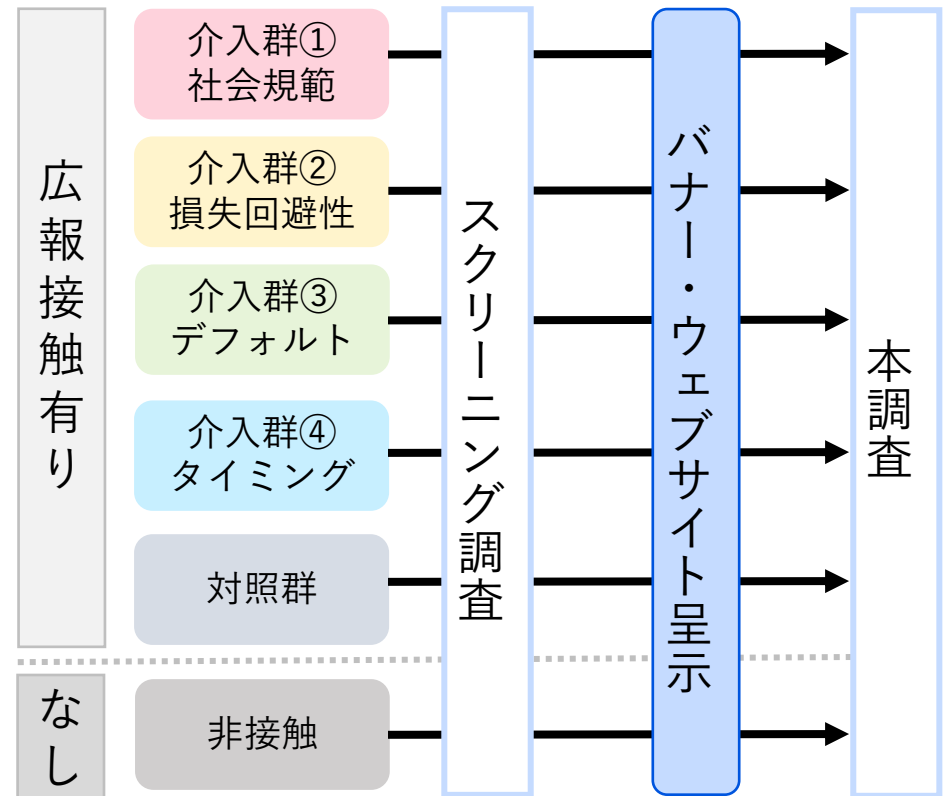 広報接触有り
介入群①
社会規範
介入群②
損失回避性
介入群③
デフォルト
介入群④
タイミング
対照群
なし
非接触
スクリーニング調査
バナー・ウェブサイト呈示
本調査